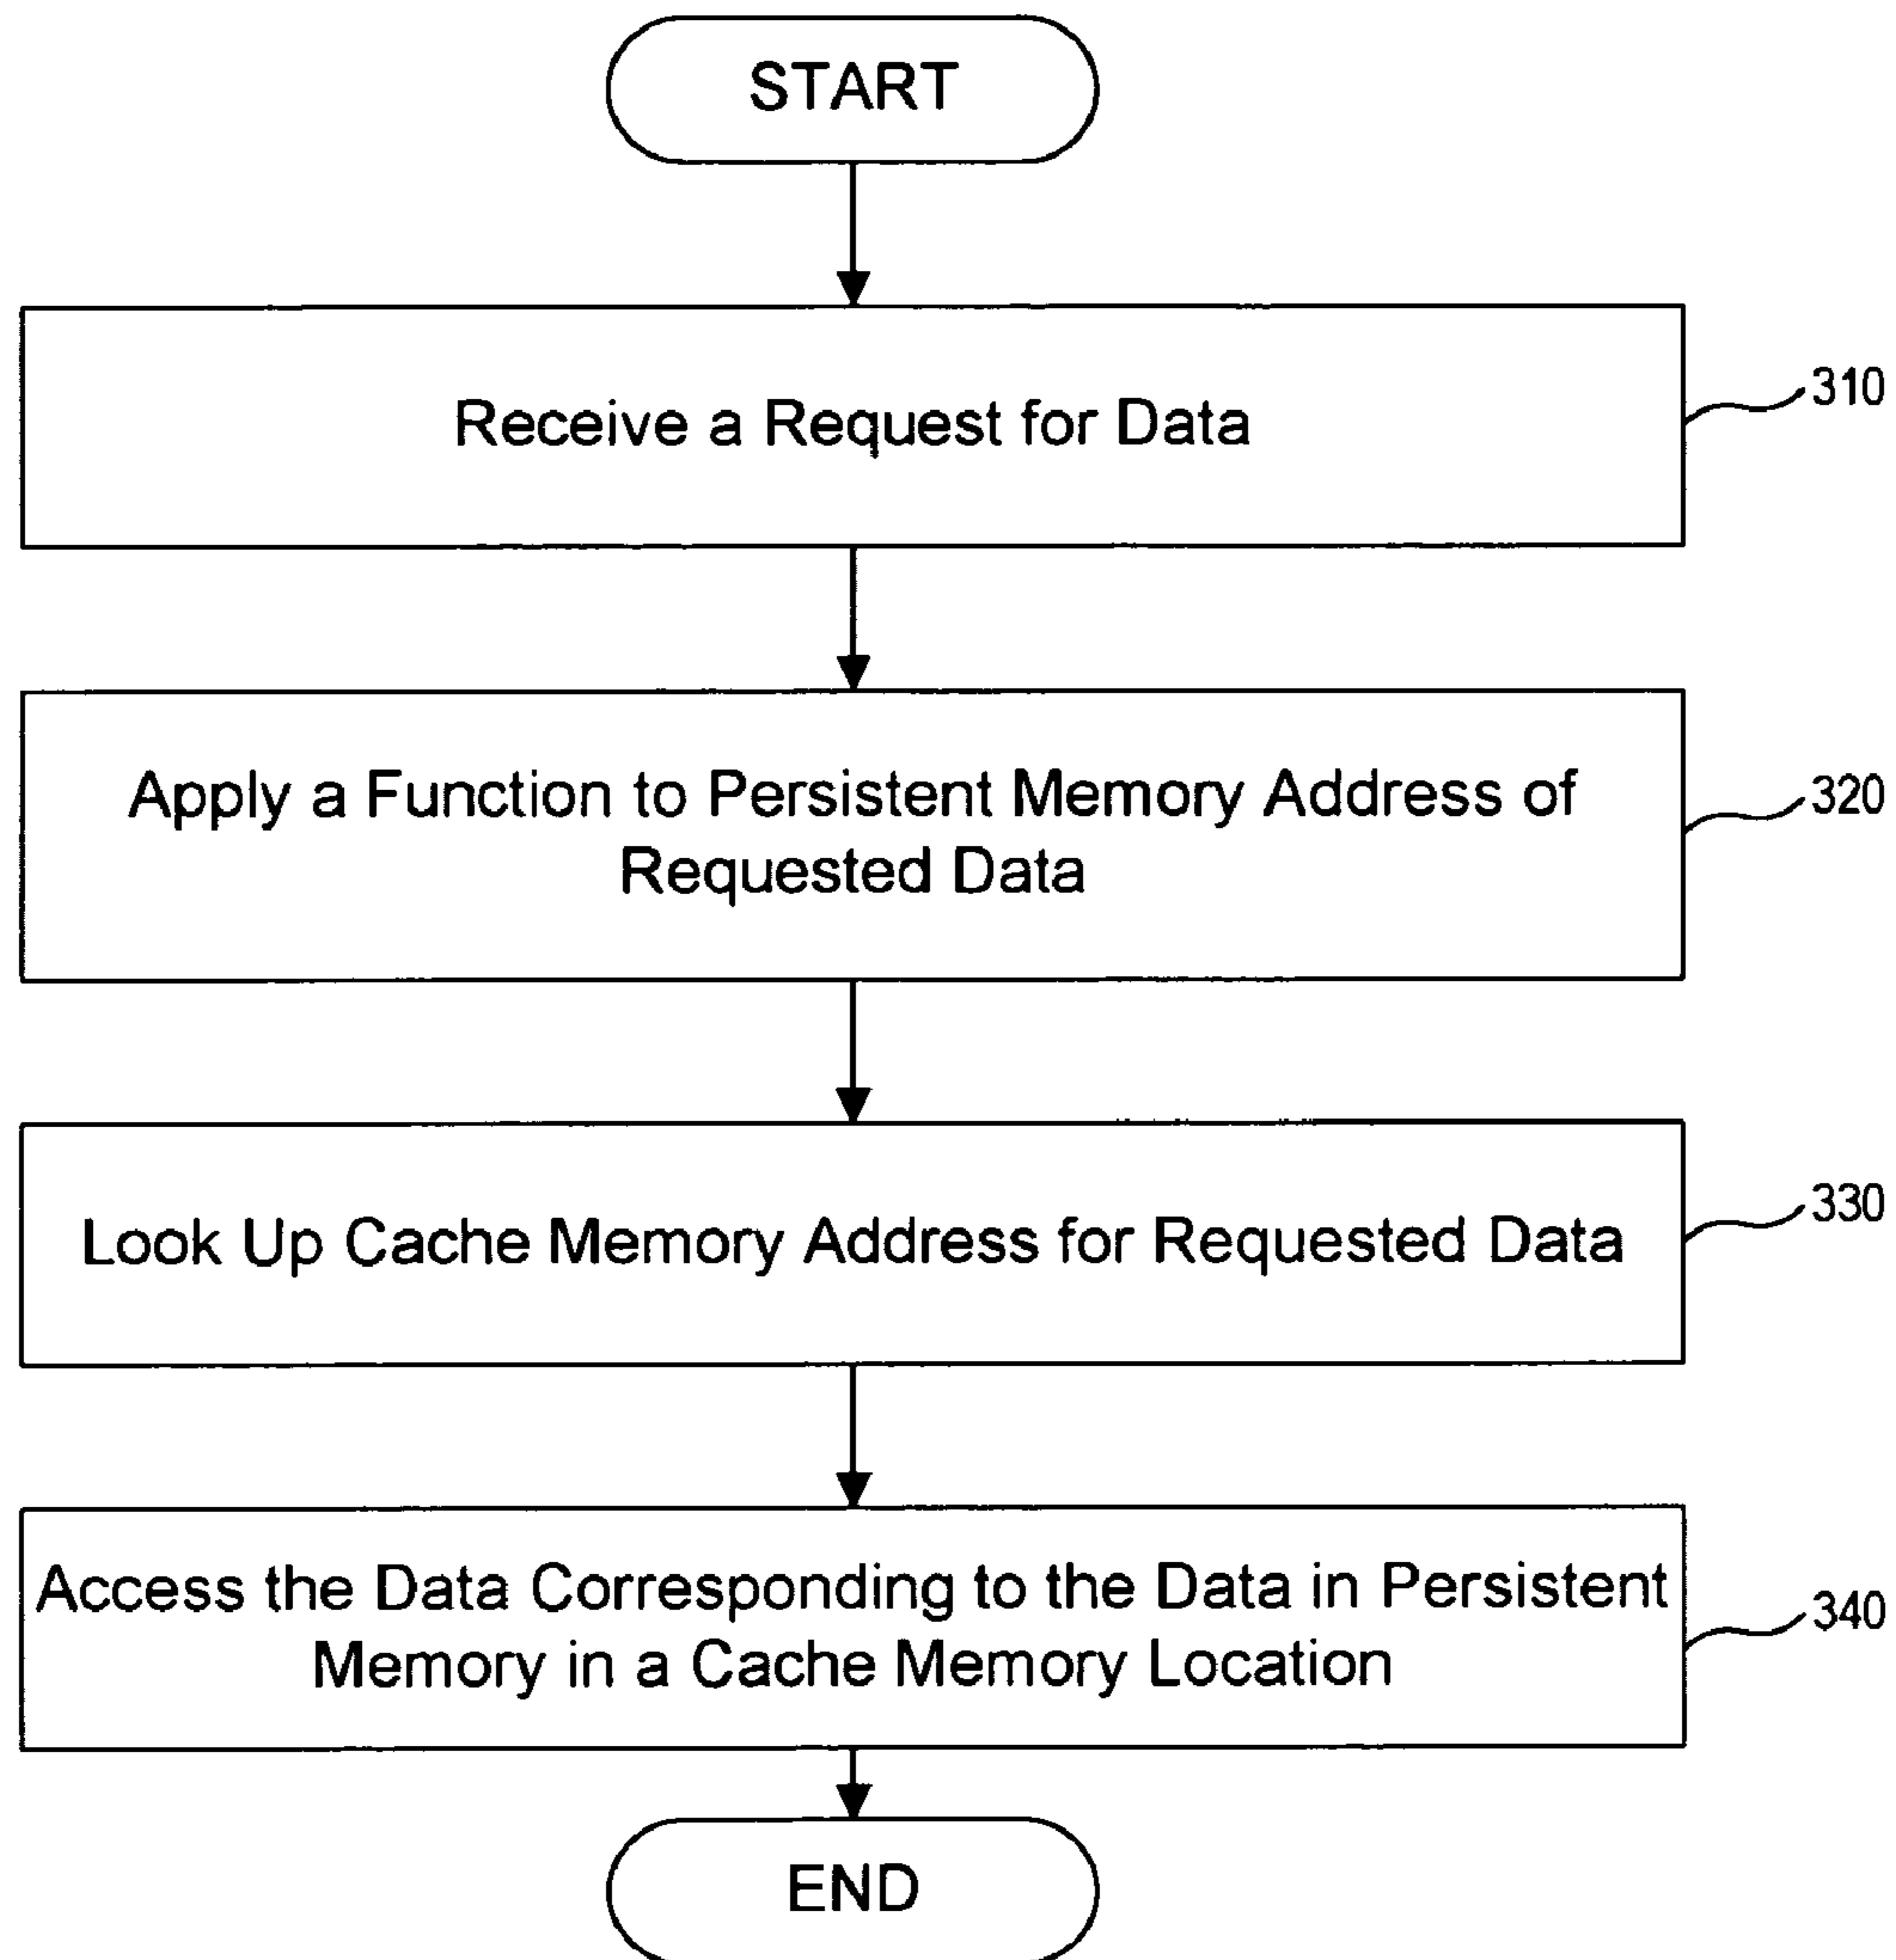 START
Receive a Request for Data
310
Apply a Function to Persistent Memory Address of
Requested Data
320
Look Up Cache Memory Address for Requested Data
330
Access the Data Corresponding to the Data in Persistent
Memory in a Cache Memory Location
340
END